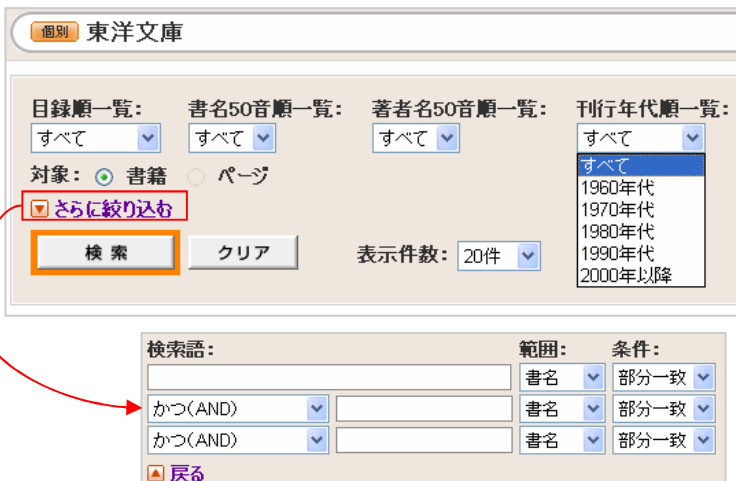 個別 東洋文庫
目録順一覧: 書名50音順一覧: 著者名50音順一覧: 刊行年代順一覧:
すべて すべて すべて すべて
すべて
1960年代
1970年代
1980年代
1990年代
2000年以降
対象: 書籍 ページ
さらに絞り込む
検 索 クリア 表示件数: 20件
検索語: 範囲: 条件:
書名 部分一致
かつ(AND) 書名 部分一致
かつ(AND) 書名 部分一致
戻る